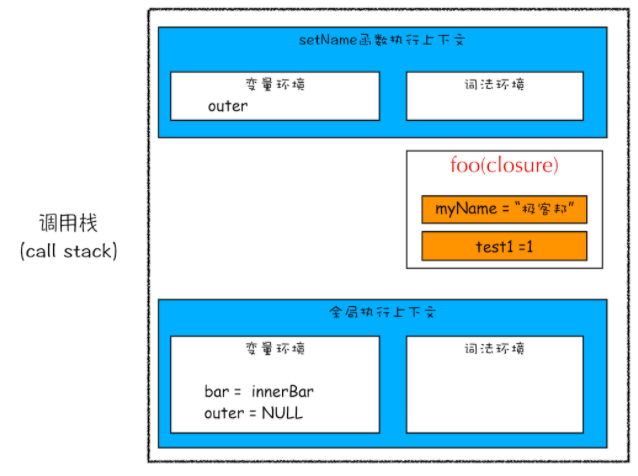 setName函数执行上下文
变量环境
outer
词法环境
foo(closure)
myName = “极客邦”
test1 =1
调用栈
(call stack)
全局执行上下文
变量环境
bar = innerBar
outer = NULL
词法环境